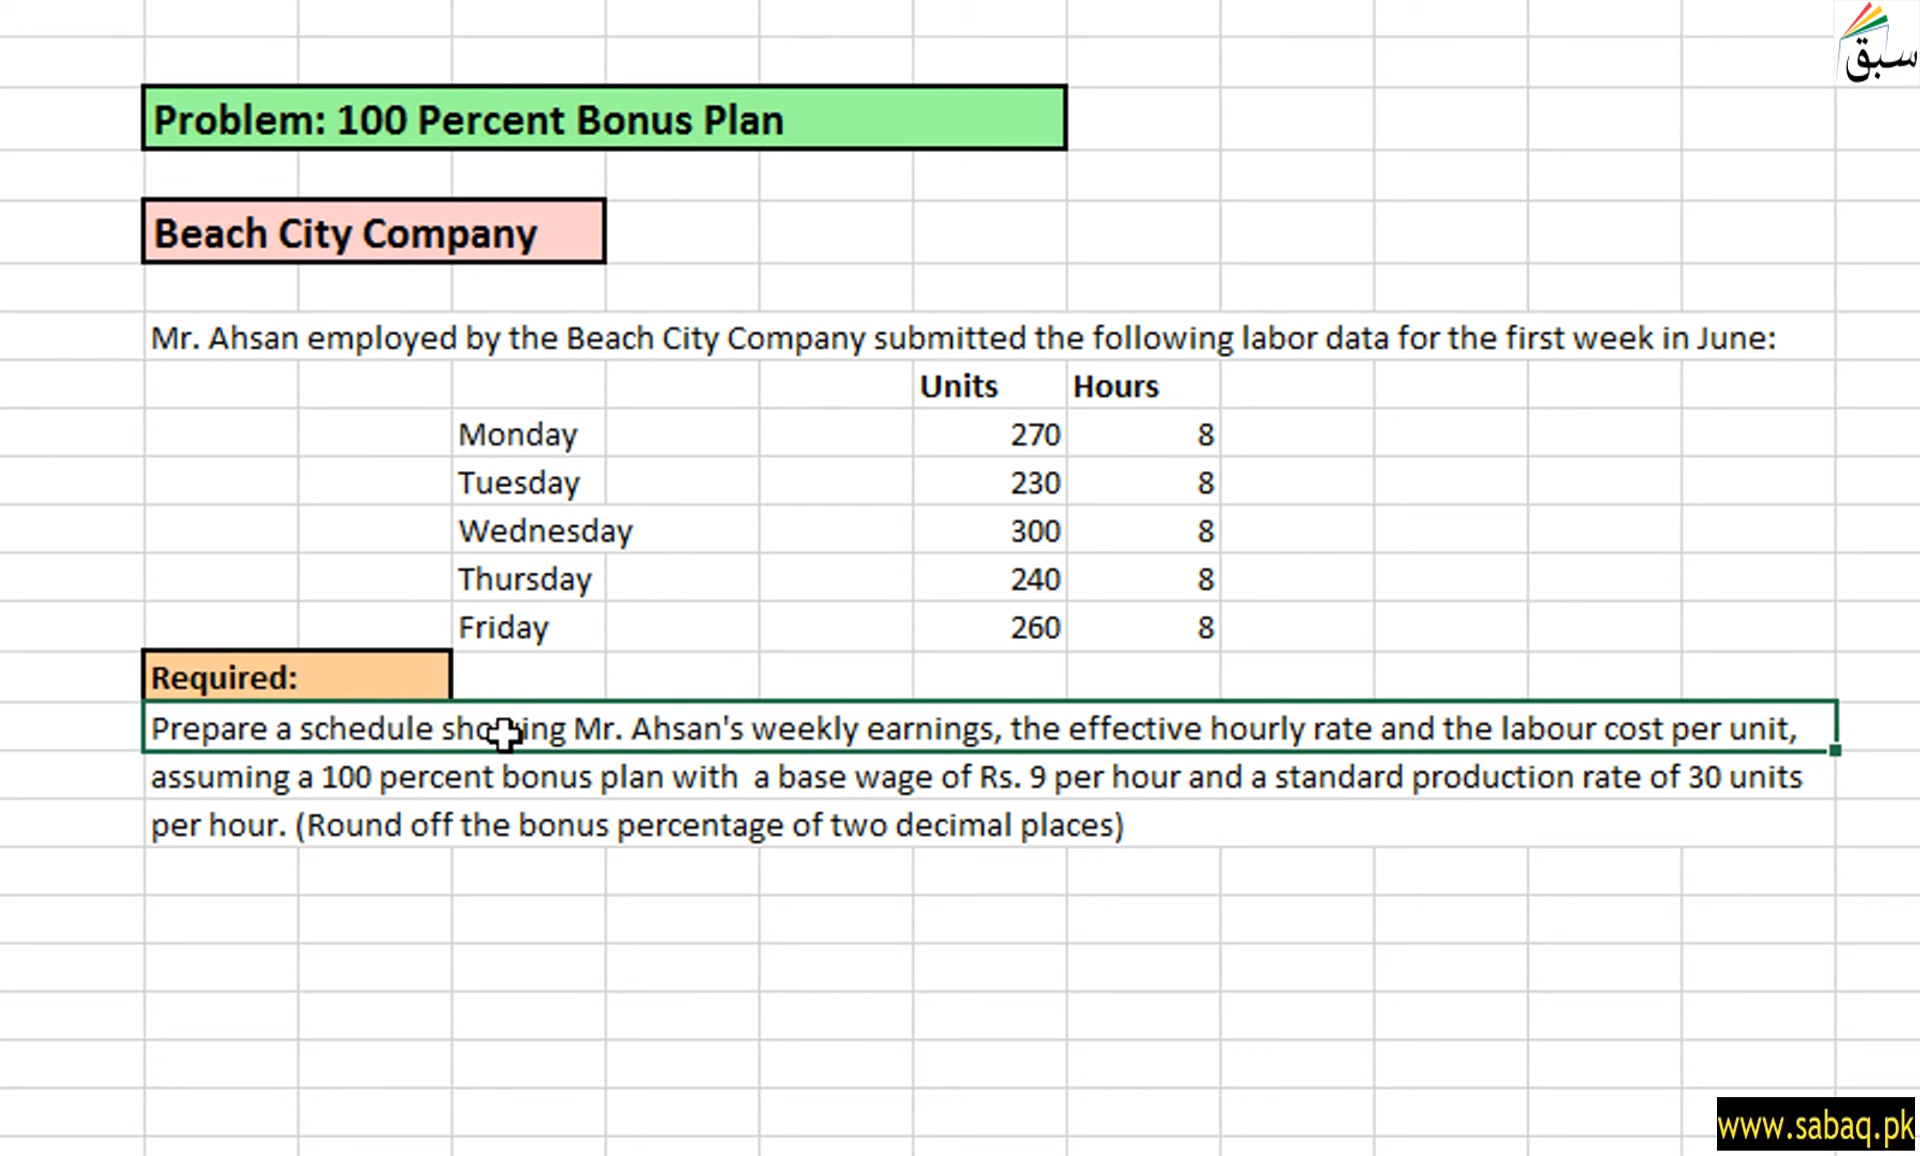 سبق
Problem: 100 Percent Bonus Plan
Beach City Company
Mr. Ahsan employed by the Beach City Company submitted the following labor data for the first week in June:
Units Hours
Monday 270 8
Tuesday 230 8
Wednesday 300 8
Thursday 240 8
Friday 260 8
Required:
Prepare a schedule showing Mr. Ahsan's weekly earnings, the effective hourly rate and the labour cost per unit,
assuming a 100 percent bonus plan with a base wage of Rs. 9 per hour and a standard production rate of 30 units
per hour. (Round off the bonus percentage of two decimal places)
www.sabaq.pk